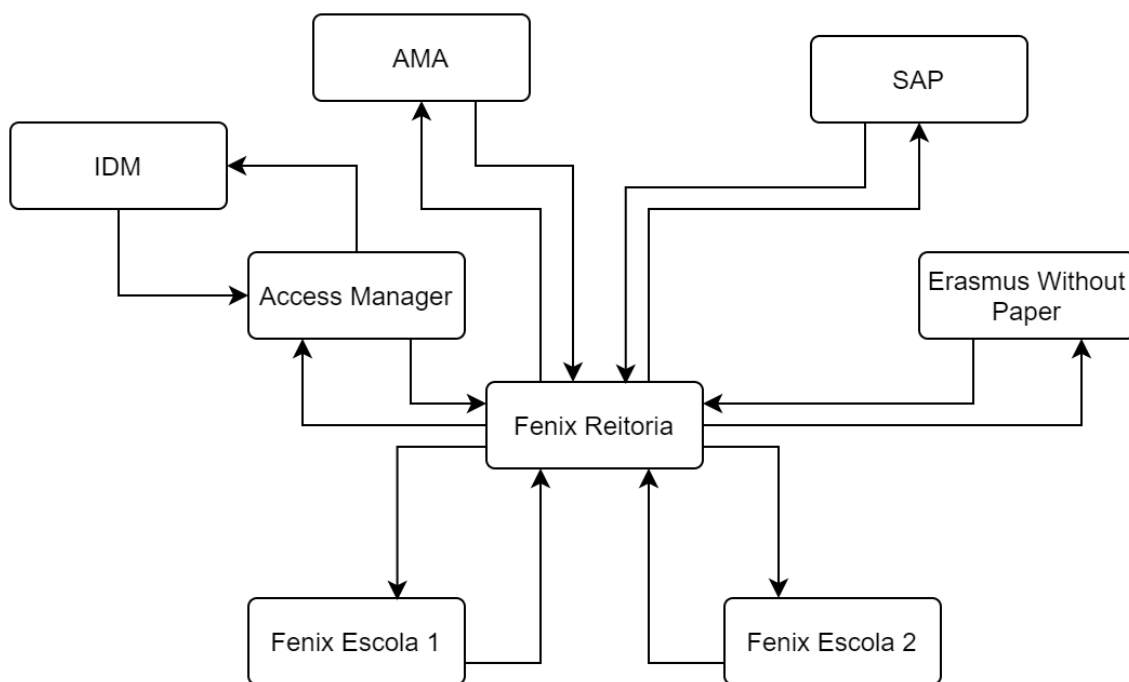 AMA
SAP
IDM
Access Manager
Erasmus Without
Paper
Fenix Reitoria
Fenix Escola 1
Fenix Escola 2